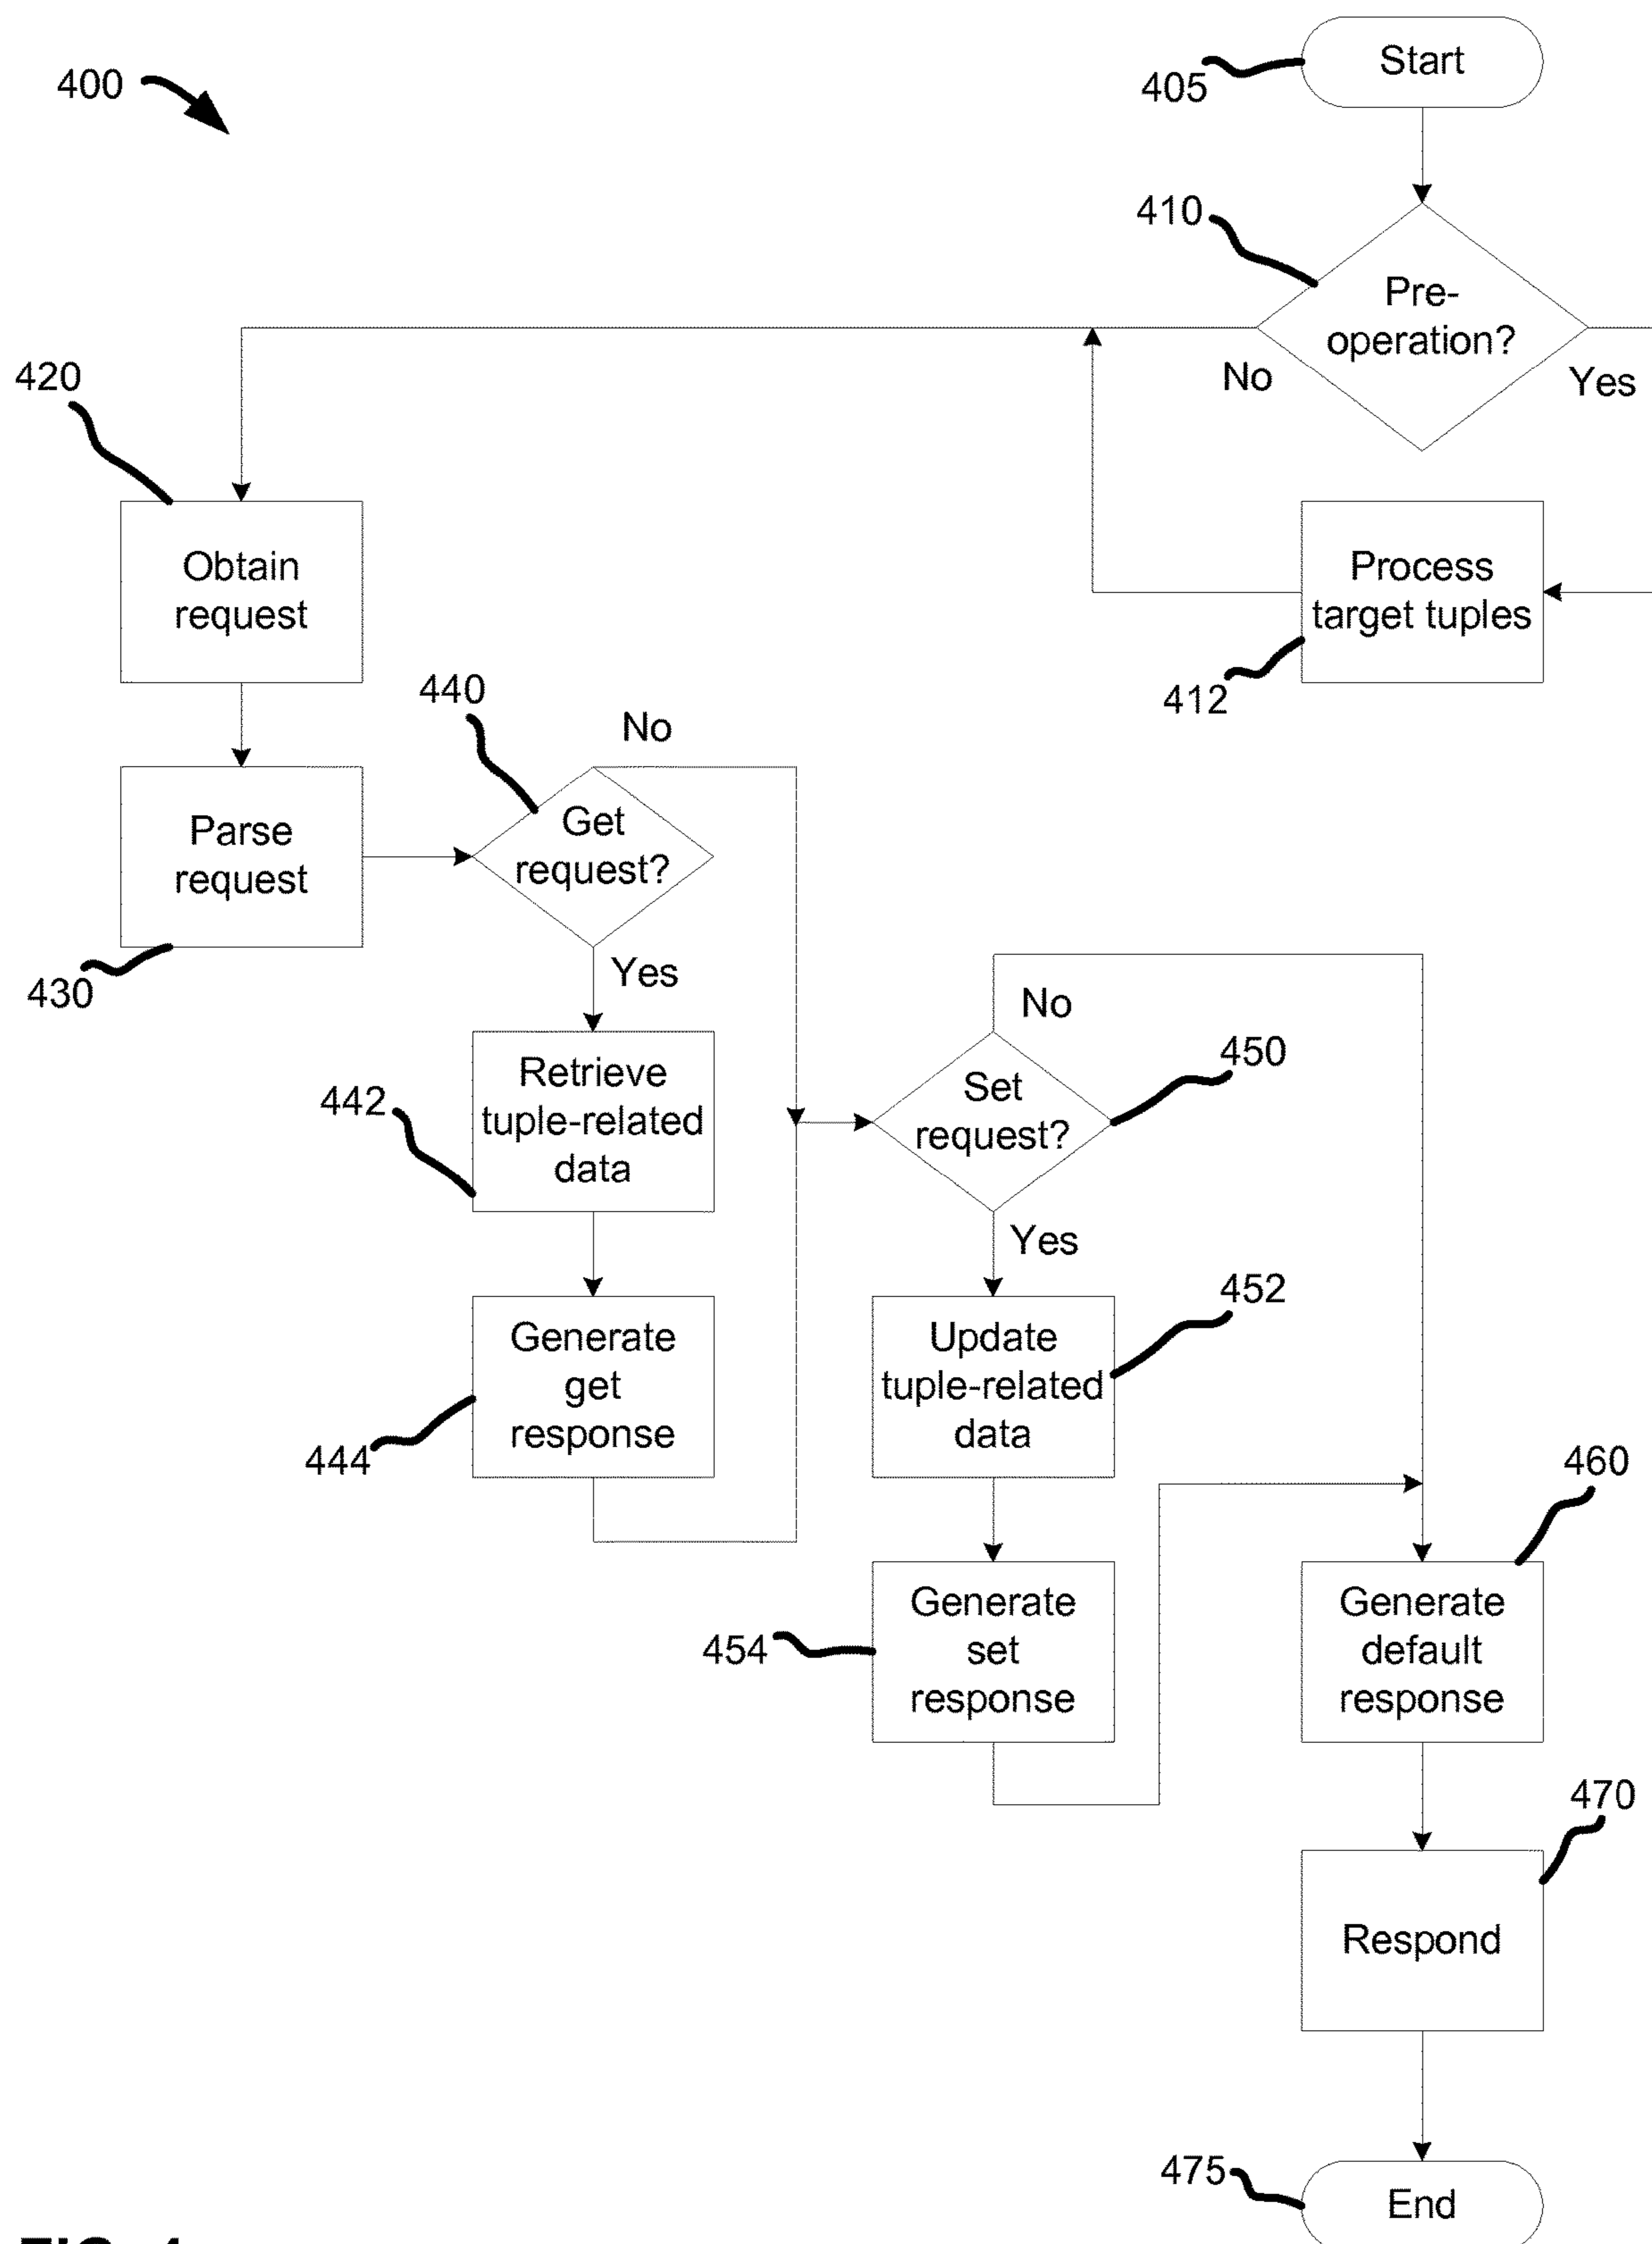 400
405
Start
410
Pre-
operation?
No
Yes
420
Obtain
request
Process
target tuples
412
440
No
Parse
request
430
Get
request?
Yes
No
450
Retrieve
tuple-related
data
442
Set
request?
Yes
452
Generate
get
response
444
Update
tuple-related
data
460
454
Generate
set
response
Generate
default
response
470
Respond
475
End